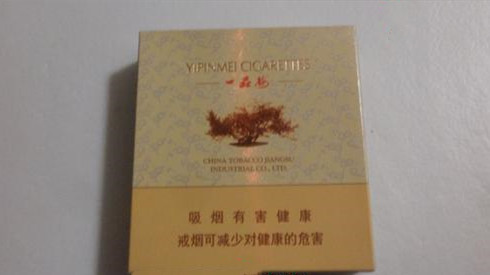 YIPINMEI CIGARETTES
一品梅
CHINA TOBACCO JIANGSU
INDUSTRIAL CO., LTD.
吸烟有害健康
戒烟可减少对健康的危害